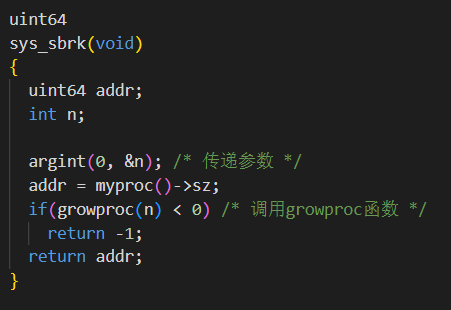 uint64
sys_sbrk(void)
{
  uint64 addr;
  int n;

  argint(0, &n); /* 传递参数 */
  addr = myproc()->sz;
  if(growproc(n) < 0) /* 调用growproc函数 */
    return -1;
  return addr;
}